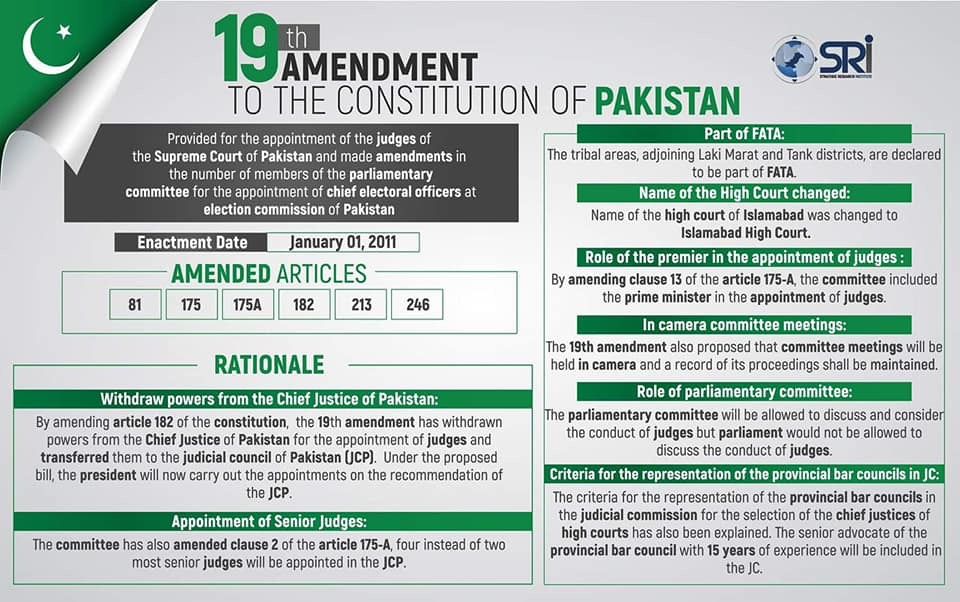 19th
AMENDMENT
TO THE CONSTITUTION OF PAKISTAN
SRi
STRATEGIC RESEARCH INSTITUTE
Provided for the appointment of the judges of
the Supreme Court of Pakistan and made amendments in
the number of members of the parliamentary
committee for the appointment of chief electoral officers at
election commission of Pakistan
Enactment Date January 01, 2011
AMENDED ARTICLES
81 175 175A 182 213 246
RATIONALE
Withdraw powers from the Chief Justice of Pakistan:
By amending article 182 of the constitution, the 19th amendment has withdrawn
powers from the Chief Justice of Pakistan for the appointment of judges and
transferred them to the judicial council of Pakistan (JCP). Under the proposed
bill, the president will now carry out the appointments on the recommendation of
the JCP.
Appointment of Senior Judges:
The committee has also amended clause 2 of the article 175-A, four instead of two
most senior judges will be appointed in the JCP.
Part of FATA:
The tribal areas, adjoining Laki Marat and Tank districts, are declared
to be part of FATA.
Name of the High Court changed:
Name of the high court of Islamabad was changed to
Islamabad High Court.
Role of the premier in the appointment of judges :
By amending clause 13 of the article 175-A, the committee included
the prime minister in the appointment of judges.
In camera committee meetings:
The 19th amendment also proposed that committee meetings will be
held in camera and a record of its proceedings shall be maintained.
Role of parliamentary committee:
The parliamentary committee will be allowed to discuss and consider
the conduct of judges but parliament would not be allowed to
discuss the conduct of judges.
Criteria for the representation of the provincial bar councils in JC:
The criteria for the representation of the provincial bar councils in
the judicial commission for the selection of the chief justices of
high courts has also been explained. The senior advocate of the
provincial bar council with 15 years of experience will be included in
the JC.